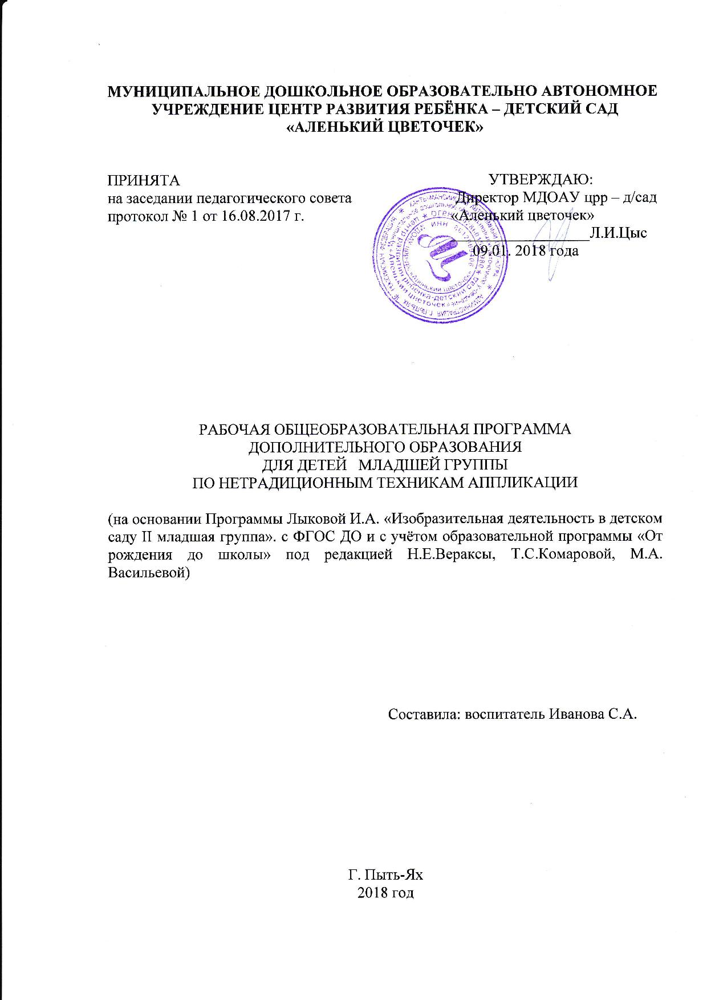 МУНИЦИПАЛЬНОЕ ДОШКОЛЬНОЕ ОБРАЗОВАТЕЛЬНО АВТОНОМНОЕ
УЧРЕЖДЕНИЕ ЦЕНТР РАЗВИТИЯ РЕБЁНКА – ДЕТСКИЙ САД
«АЛЕНЬКИЙ ЦВЕТОЧЕК»
ПРИНЯТА
на заседании педагогического совета
протокол № 1 от 16.08.2017 г.
УТВЕРЖДАЮ:
Директор МДОАУ црр – д/сад
«Аленький цветочек»
__________________Л.И.Цыс
09.01. 2018 года
РАБОЧАЯ ОБЩЕОБРАЗОВАТЕЛЬНАЯ ПРОГРАММА
ДОПОЛНИТЕЛЬНОГО ОБРАЗОВАНИЯ
ДЛЯ ДЕТЕЙ МЛАДШЕЙ ГРУППЫ
ПО НЕТРАДИЦИОННЫМ ТЕХНИКАМ АППЛИКАЦИИ
(на основании Программы Лыковой И.А. «Изобразительная деятельность в детском
саду II младшая группа». с ФГОС ДО и с учётом образовательной программы «От
рождения до школы» под редакцией Н.Е.Вераксы, Т.С.Комаровой, М.А.
Васильевой)
Составила: воспитатель Иванова С.А.
Г. Пыть-Ях
2018 год